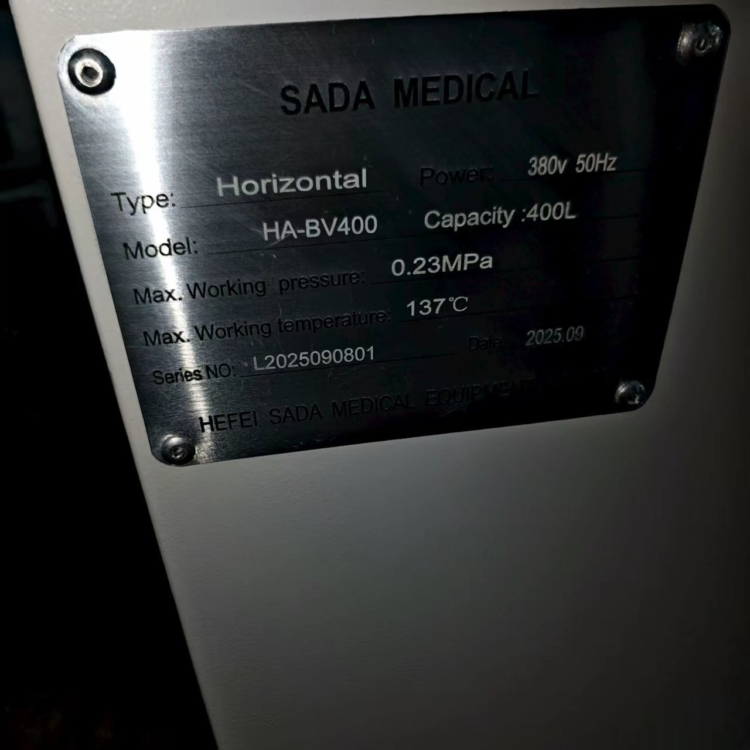 SADA MEDICAL
Type: Horizontal Power: 380v 50Hz
Model: HA-BV400 Capacity :400L
Max. Working pressure: 0.23MPa
Max. Working temperature: 137℃
Series NO: L2025090801 Date: 2025.09
HEFEI SADA MEDICAL EQUIPMENT